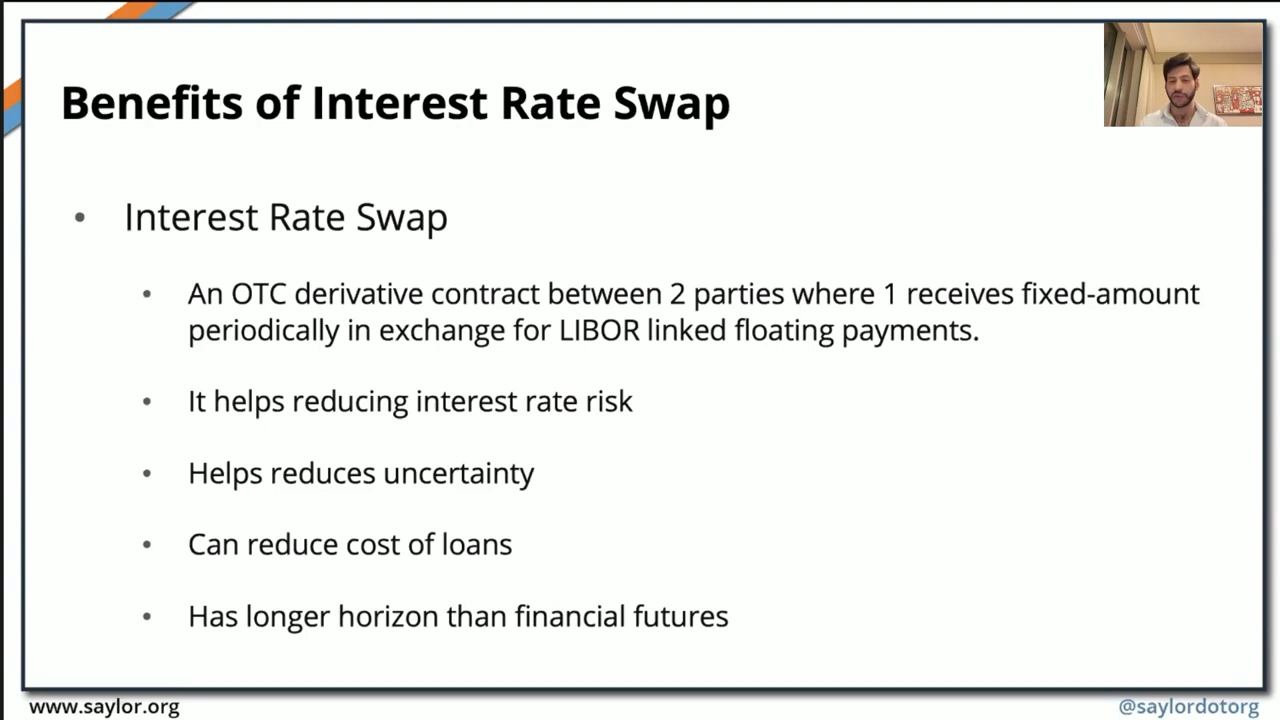 Benefits of Interest Rate Swap
• Interest Rate Swap
• An OTC derivative contract between 2 parties where 1 receives fixed-amount
periodically in exchange for LIBOR linked floating payments.
• It helps reducing interest rate risk
• Helps reduces uncertainty
• Can reduce cost of loans
• Has longer horizon than financial futures
www.saylor.org
@saylordotorg